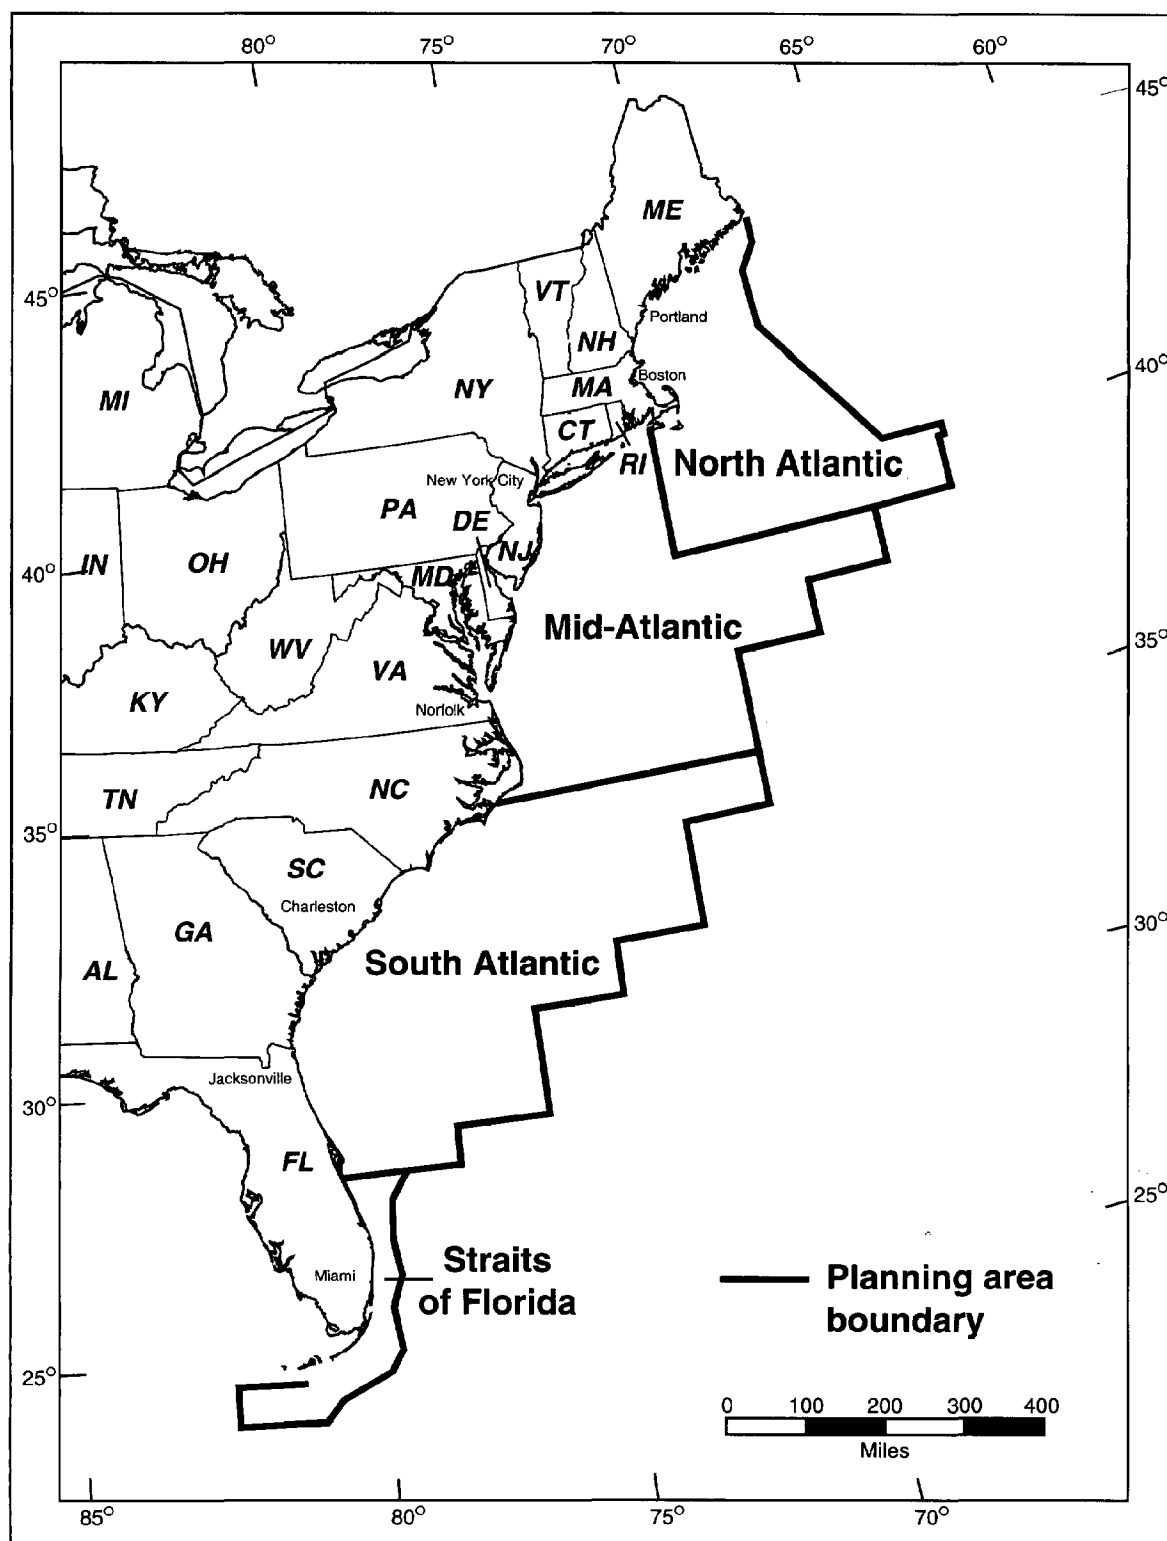 80° 75° 70° 65° 60°
45°
ME
VT
45°
Portland
NH
40°
Boston
MA
NY
MI
CT
RI
North Atlantic
New York City
PA
DE
NJ
IN
OH
40°
MD
Mid-Atlantic
35°
WV
VA
KY
Norfolk
NC
TN
35°
SC
Charleston
30°
GA
South Atlantic
AL
Jacksonville
30°
FL
25°
Straits
of Florida
Miami
Planning area
boundary
25°
0 100 200 300 400
Miles
85° 80° 75° 70°